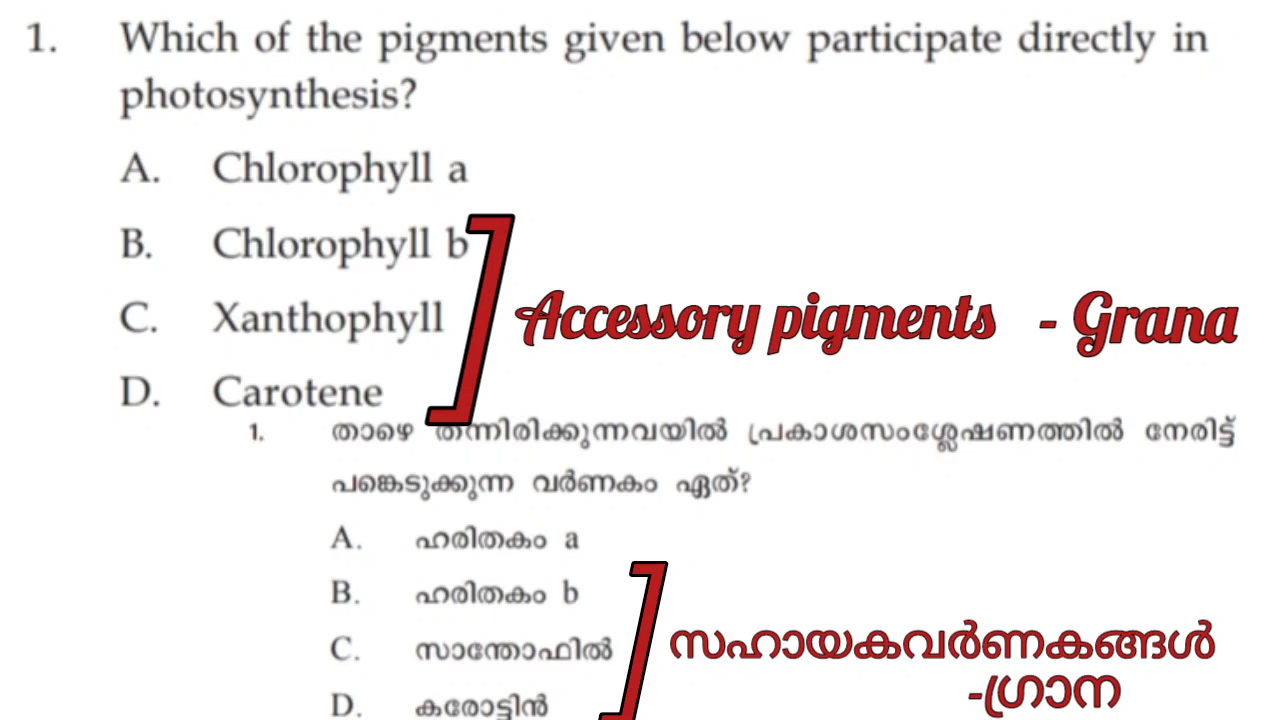 1. Which of the pigments given below participate directly in
photosynthesis?
A. Chlorophyll a
B. Chlorophyll b
C. Xanthophyll
D. Carotene
Accessory pigments - Grana
1. താഴെ തന്നിരിക്കുന്നവയിൽ പ്രകാശസംശ്ലേഷണത്തിൽ നേരിട്ട്
പങ്കെടുക്കുന്ന വർണകം ഏത്?
A. ഹരിതകം a
B. ഹരിതകം b
C. സാന്തോഫിൽ
D. കരോട്ടിൻ
സഹായകവർണകങ്ങൾ
-ഗ്രാന